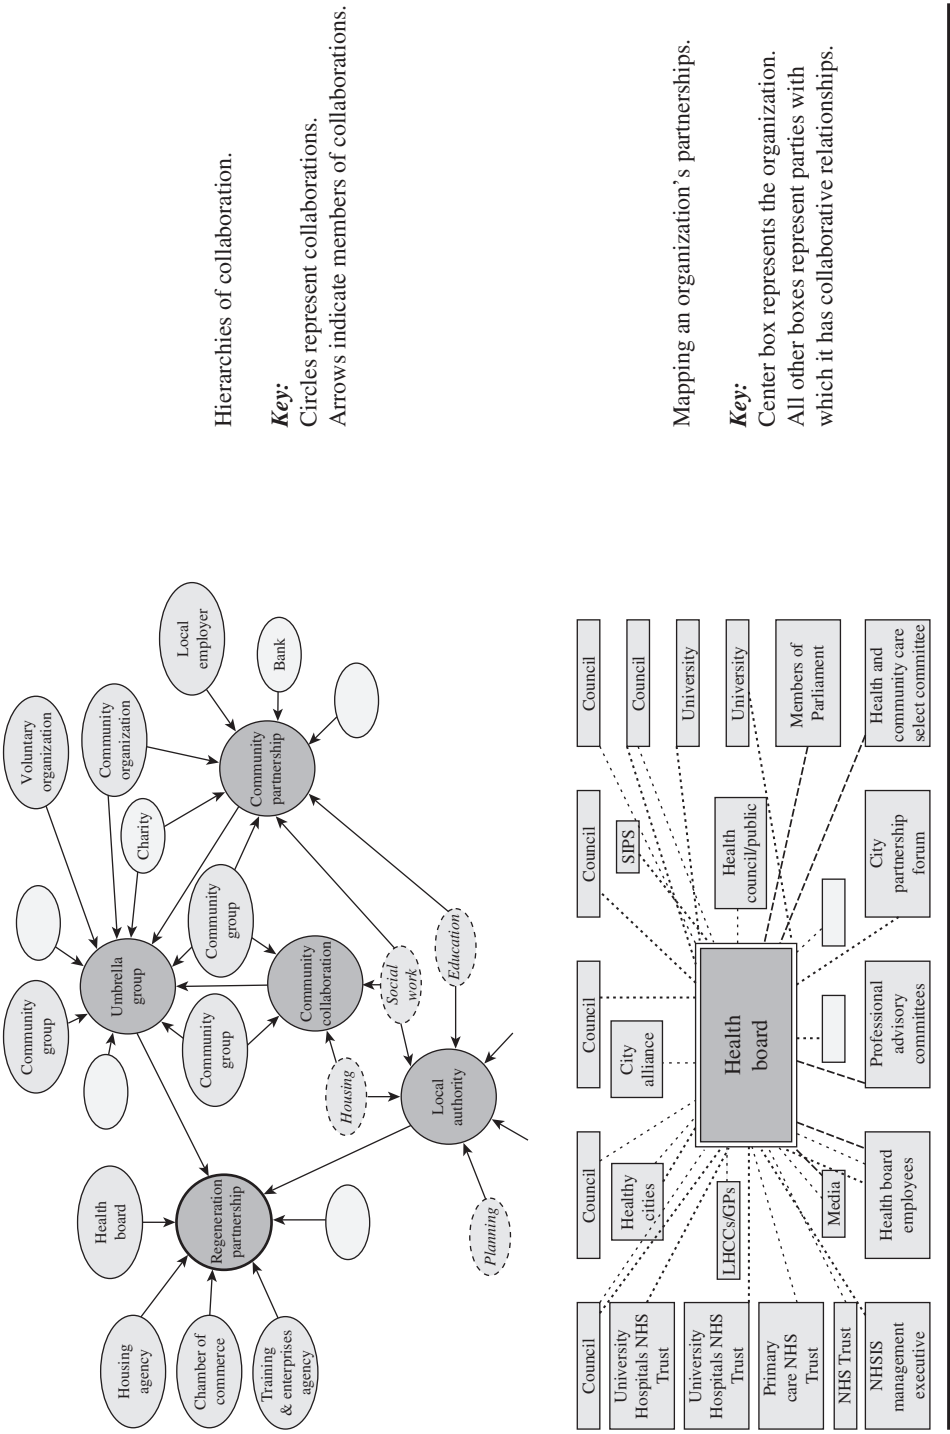 Voluntary
organization
Community
organization
Local
employer
Bank
Charity
Community
partnership
Community
group
Umbrella
group
Community
group
Community
group
Community
collaboration
Social
work
Education
Housing
Local
authority
Planning
Health
board
Regeneration
partnership
Housing
agency
Chamber of
commerce
Training
& enterprises
agency
Hierarchies of collaboration.
Key:
Circles represent collaborations.
Arrows indicate members of collaborations.
Council
Council
Council
Council
Council
Council
University
University
Members of
Parliament
Health and
community care
select committee
SIPS
Health
council/public
City
partnership
forum
City
alliance
Health
board
Professional
advisory
committees
Healthy
cities
LHCCs/GPs
Media
Health board
employees
University
Hospitals NHS
Trust
University
Hospitals NHS
Trust
Primary
care NHS
Trust
NHS Trust
NHSIS
management
executive
Mapping an organization's partnerships.
Key:
Center box represents the organization.
All other boxes represent parties with
which it has collaborative relationships.